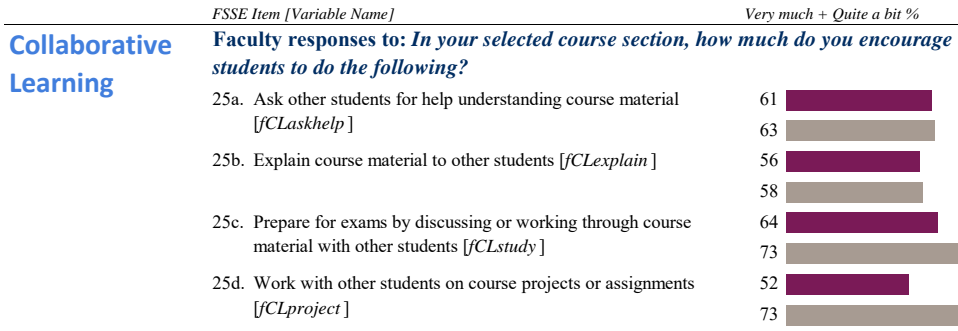 FSSE Item [Variable Name] Very much + Quite a bit %
Collaborative Learning
Faculty responses to: In your selected course section, how much do you encourage
students to do the following?
25a. Ask other students for help understanding course material 61
[fCLaskhelp ] 63
25b. Explain course material to other students [fCLexplain ] 56
58
25c. Prepare for exams by discussing or working through course 64
material with other students [fCLstudy ] 73
25d. Work with other students on course projects or assignments 52
[fCLproject ] 73